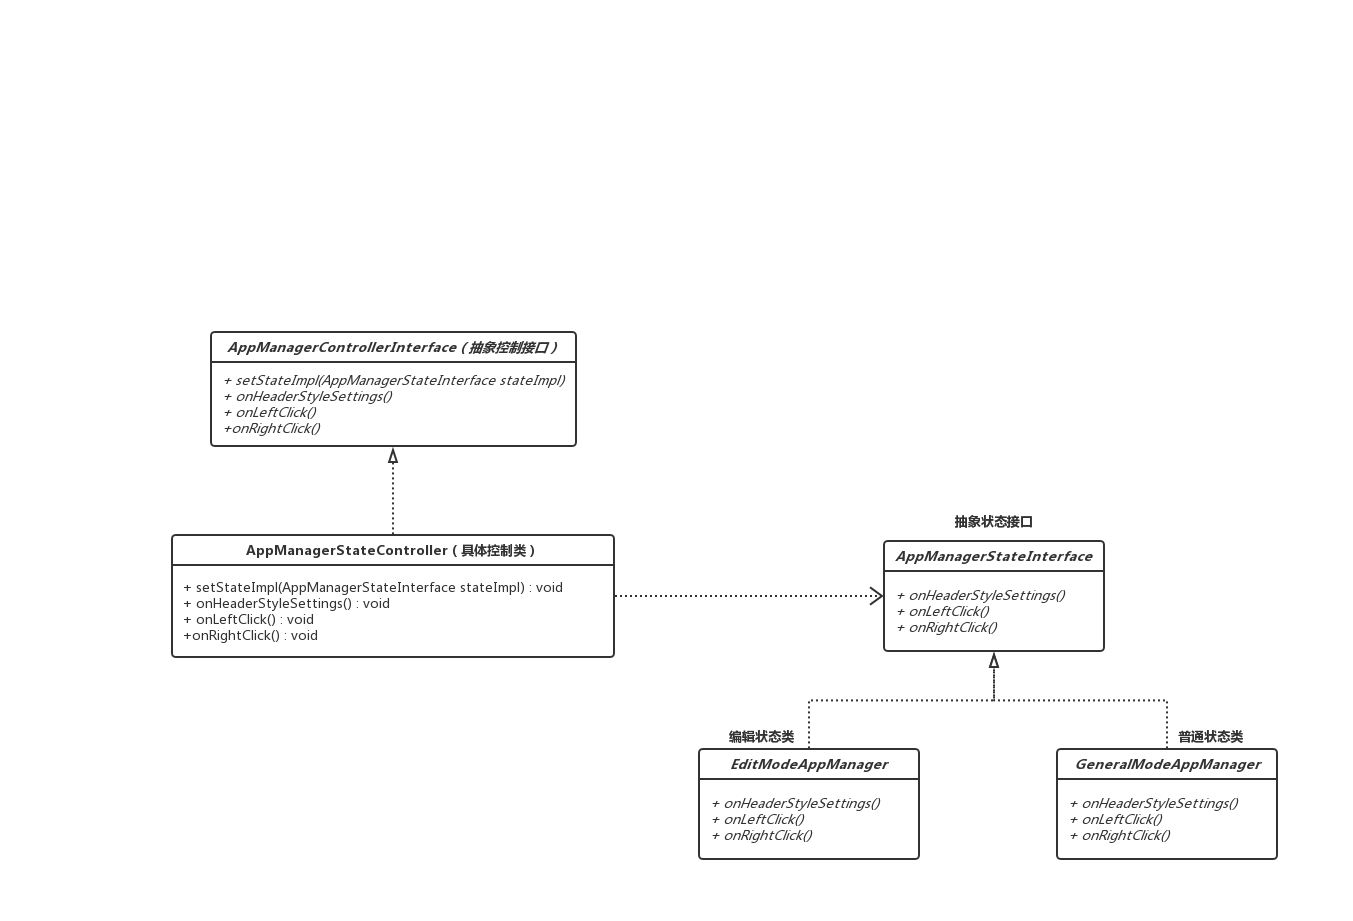 AppManagerControllerInterface（抽象控制接口）
+ setStateImpl(AppManagerStateInterface stateImpl)
+ onHeaderStyleSettings()
+ onLeftClick()
+onRightClick()
AppManagerStateController（具体控制类）
+ setStateImpl(AppManagerStateInterface stateImpl) : void
+ onHeaderStyleSettings() : void
+ onLeftClick() : void
+onRightClick() : void
抽象状态接口
AppManagerStateInterface
+ onHeaderStyleSettings()
+ onLeftClick()
+ onRightClick()
编辑状态类
EditModeAppManager
+ onHeaderStyleSettings()
+ onLeftClick()
+ onRightClick()
普通状态类
GeneralModeAppManager
+ onHeaderStyleSettings()
+ onLeftClick()
+ onRightClick()